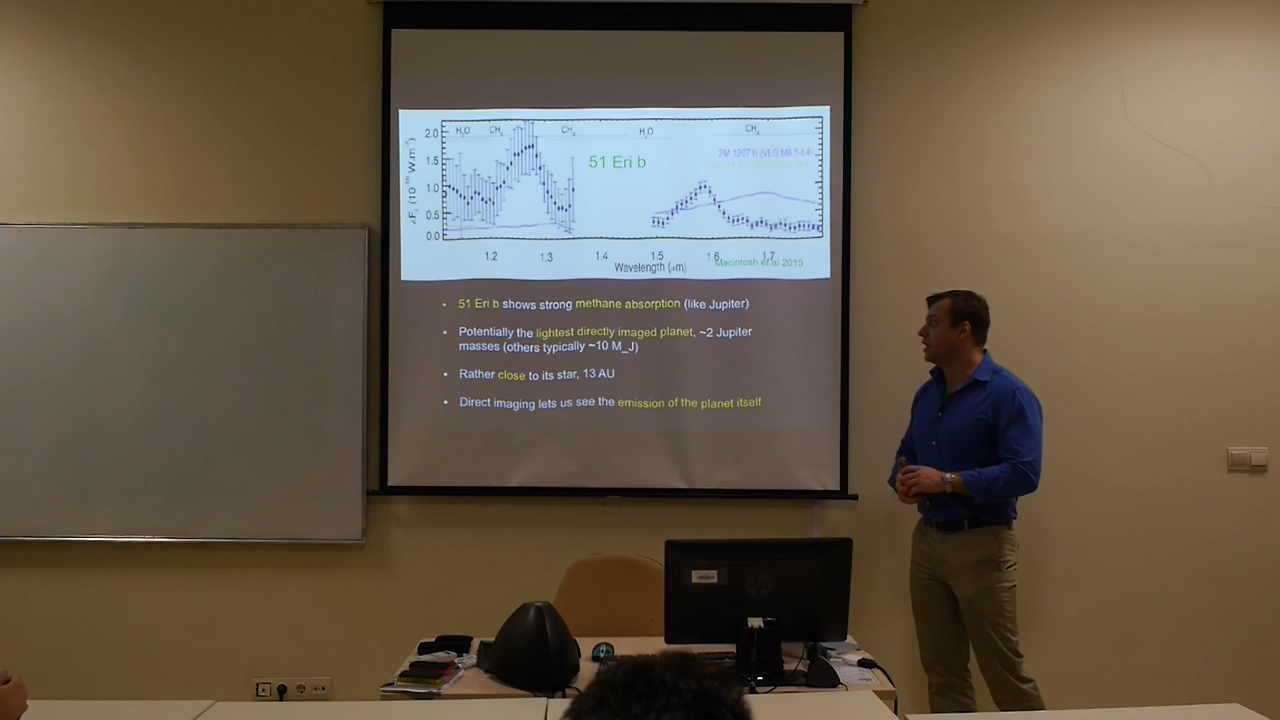 H₂O CH₄ CH₄ H₂O CH₄
2.0
1.5
1.0
0.5
0.0
51 Eri b
2M 1207 b
1.2 1.3 1.4 1.5 1.6 1.7
Wavelength (μm)
Macintosh et al 2015
• 51 Eri b shows strong methane absorption (like Jupiter)
• Potentially the lightest directly imaged planet, ~2 Jupiter
masses (others typically ~10 M_J)
• Rather close to its star, 13 AU
• Direct imaging lets us see the emission of the planet itself
hp